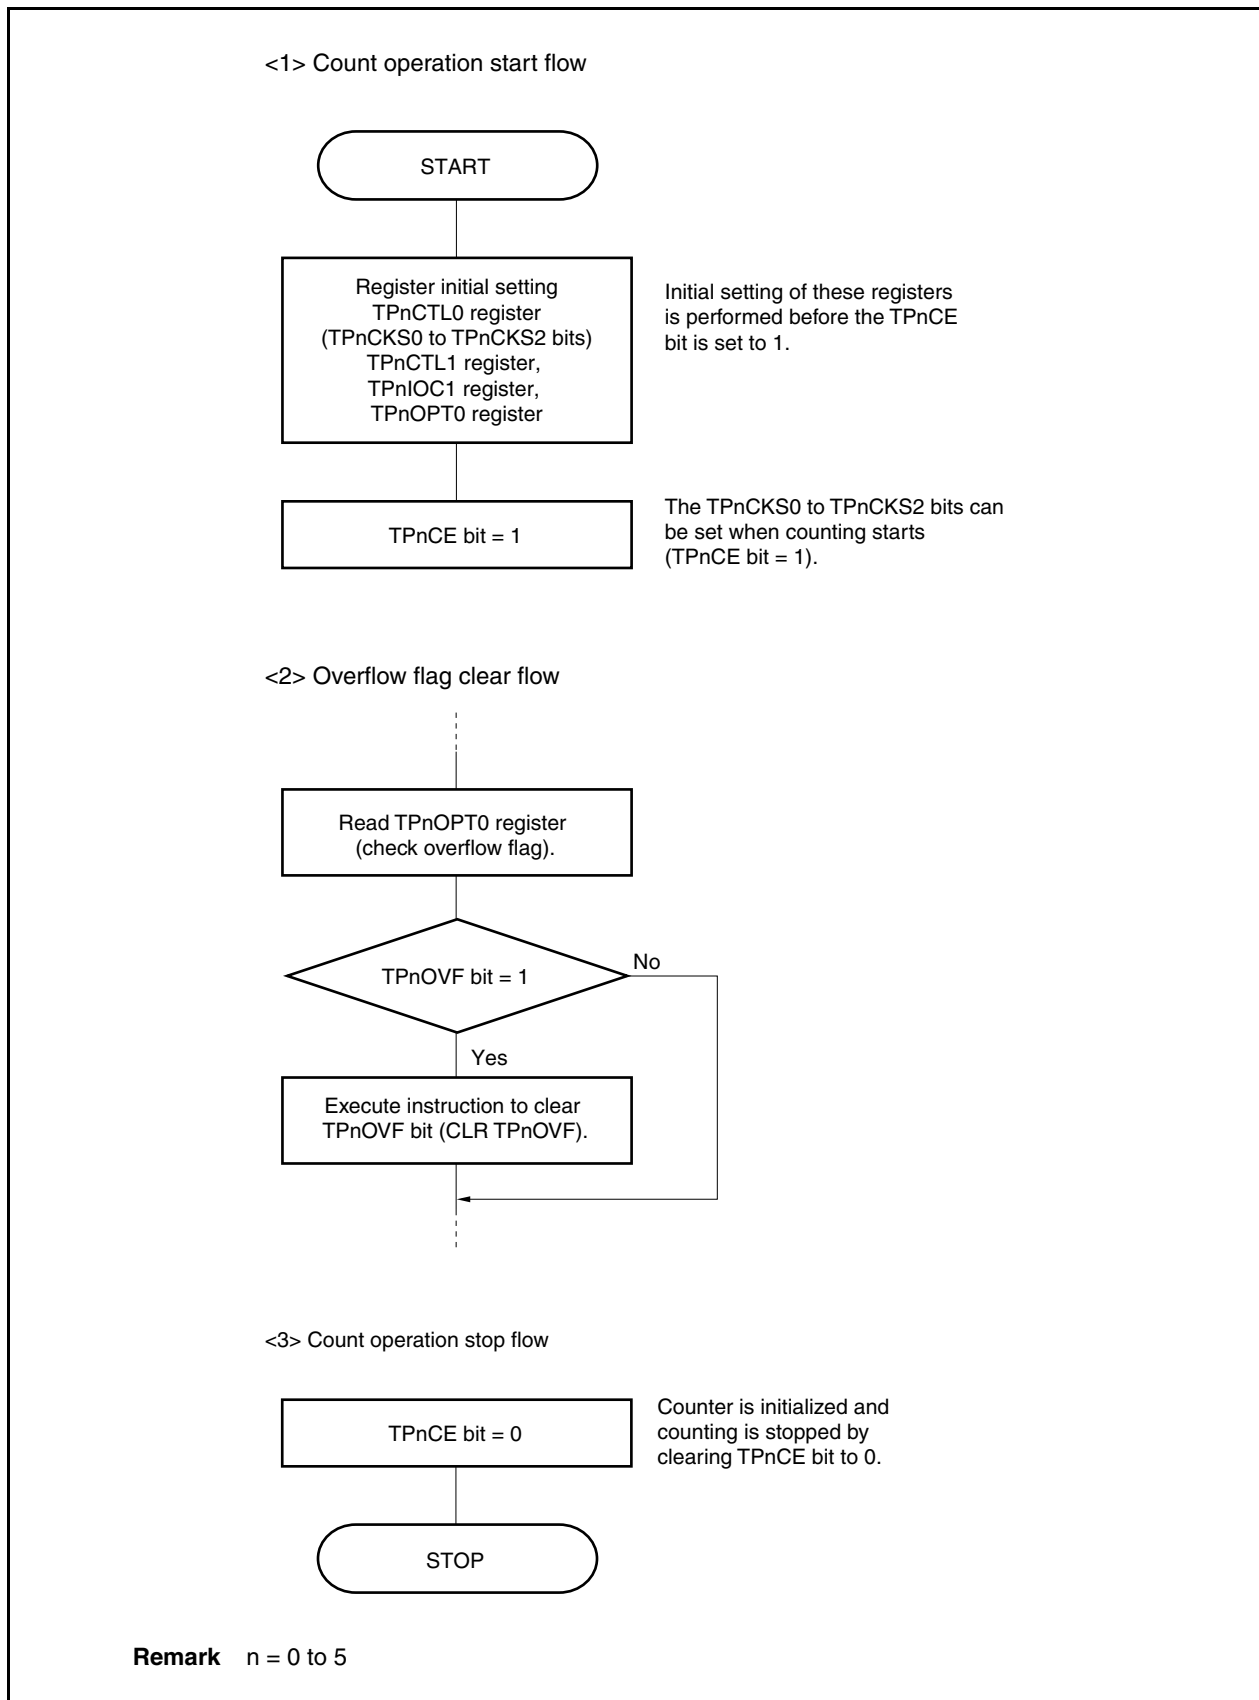 <1> Count operation start flow
START
Register initial setting
TPnCTL0 register
(TPnCKS0 to TPnCKS2 bits)
TPnCTL1 register,
TPnIOC1 register,
TPnOPT0 register
Initial setting of these registers
is performed before the TPnCE
bit is set to 1.
TPnCE bit = 1
The TPnCKS0 to TPnCKS2 bits can
be set when counting starts
(TPnCE bit = 1).
<2> Overflow flag clear flow
Read TPnOPT0 register
(check overflow flag).
TPnOVF bit = 1
No
Yes
Execute instruction to clear
TPnOVF bit (CLR TPnOVF).
<3> Count operation stop flow
TPnCE bit = 0
Counter is initialized and
counting is stopped by
clearing TPnCE bit to 0.
STOP
Remark n = 0 to 5